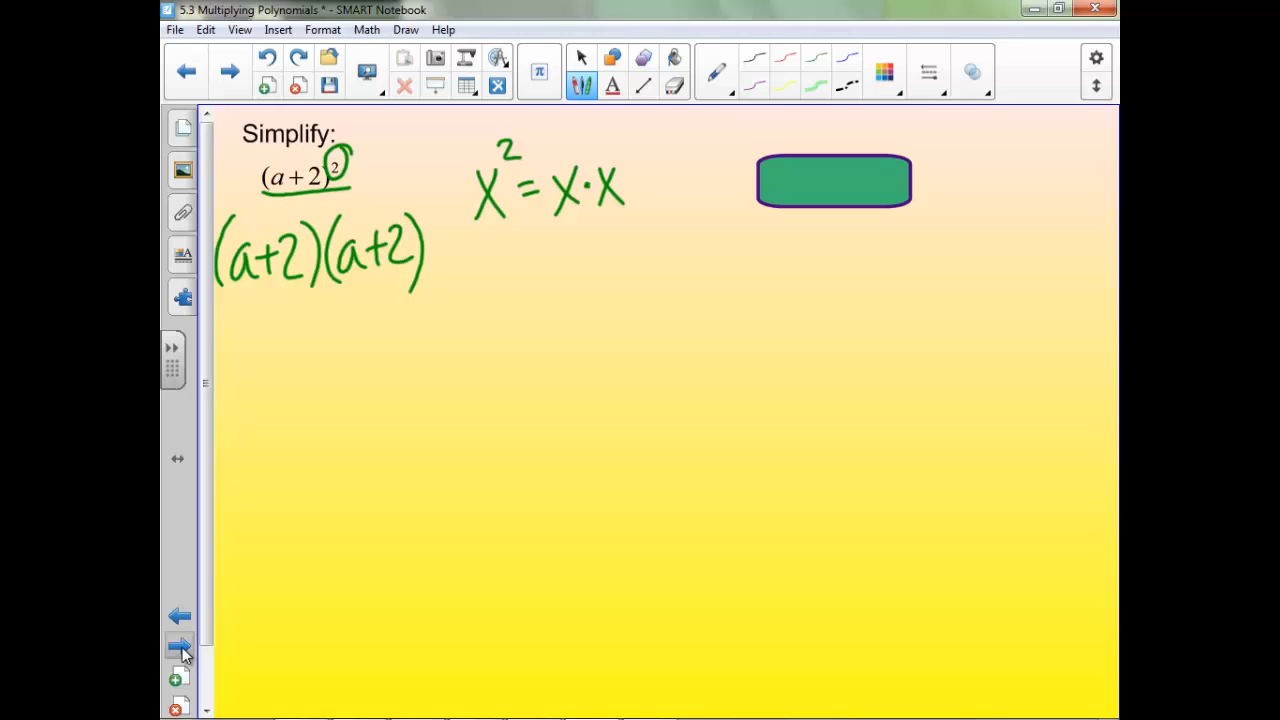 5.3 Multiplying Polynomials * - SMART Notebook
File Edit View Insert Format Math Draw Help
π
A
Simplify:
(a + 2)²
x² = x·x
(a+2)(a+2)